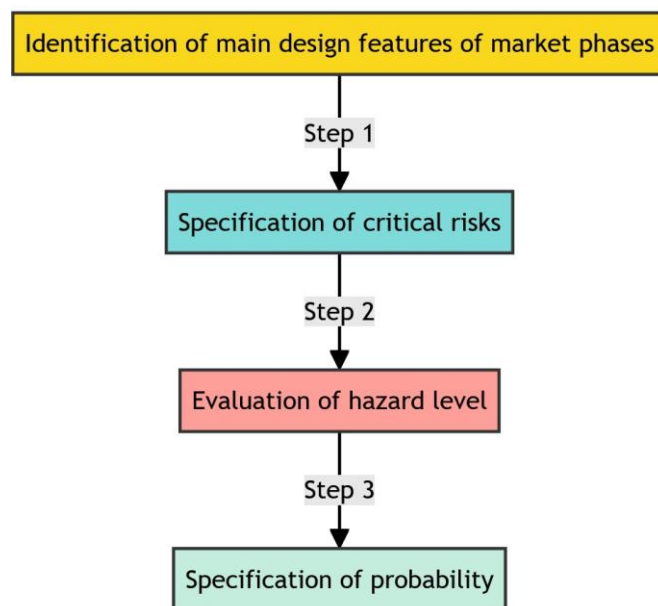 Identification of main design features of market phases
Step 1
Specification of critical risks
Step 2
Evaluation of hazard level
Step 3
Specification of probability